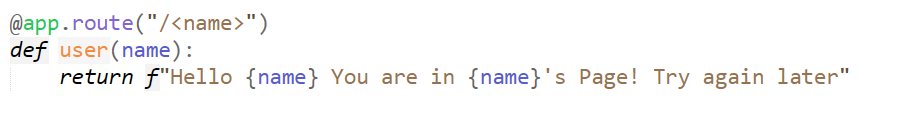 @app.route("/<name>")
def user(name):
    return f"Hello {name} You are in {name}'s Page! Try again later"